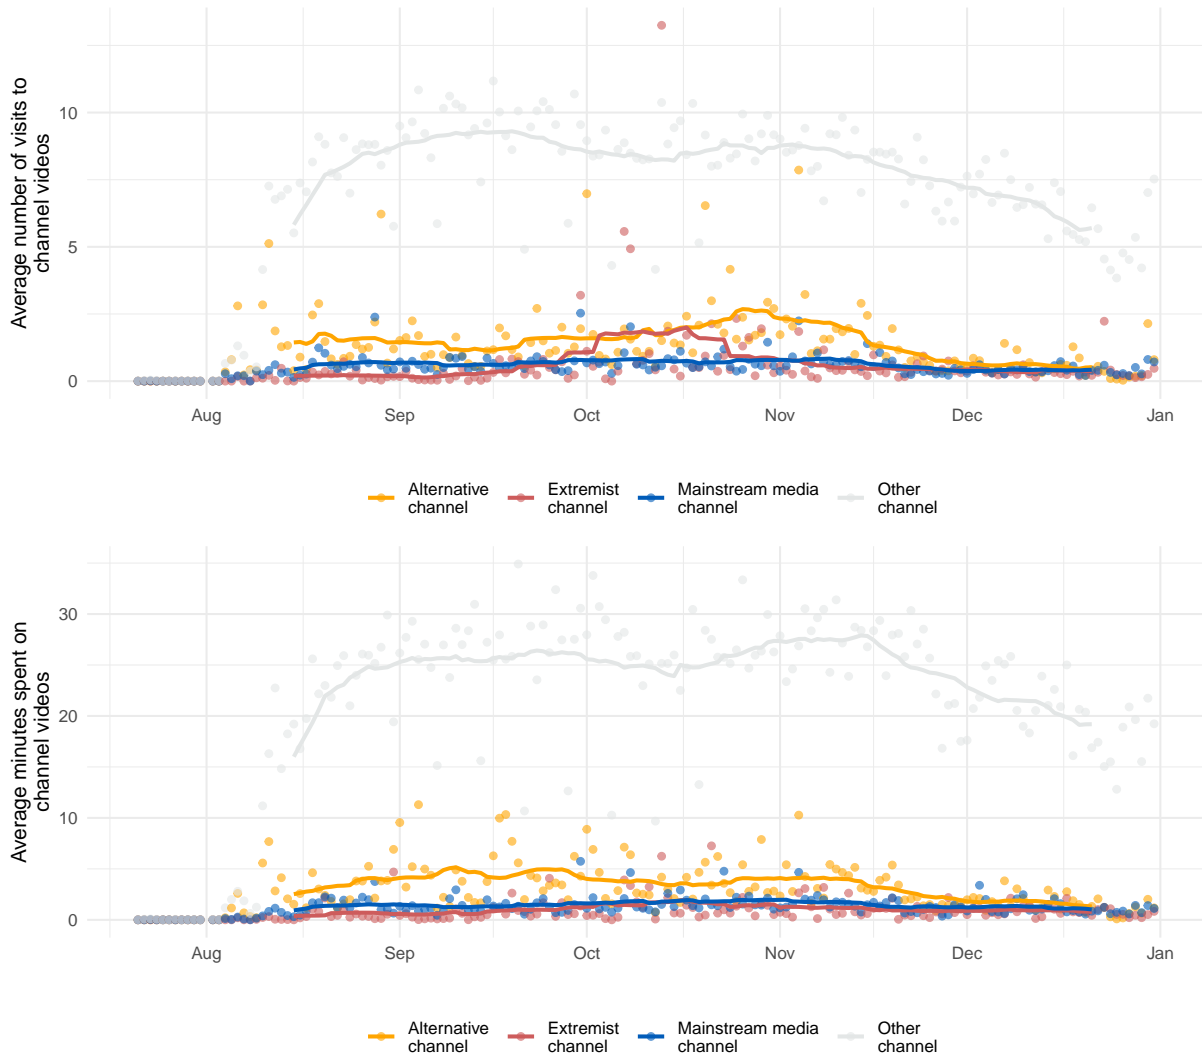 Average number of visits to
channel videos
10
5
0
Aug Sep Oct Nov Dec Jan
Alternative
channel
Extremist
channel
Mainstream media
channel
Other
channel
Average minutes spent on
channel videos
30
20
10
0
Aug Sep Oct Nov Dec Jan
Alternative
channel
Extremist
channel
Mainstream media
channel
Other
channel